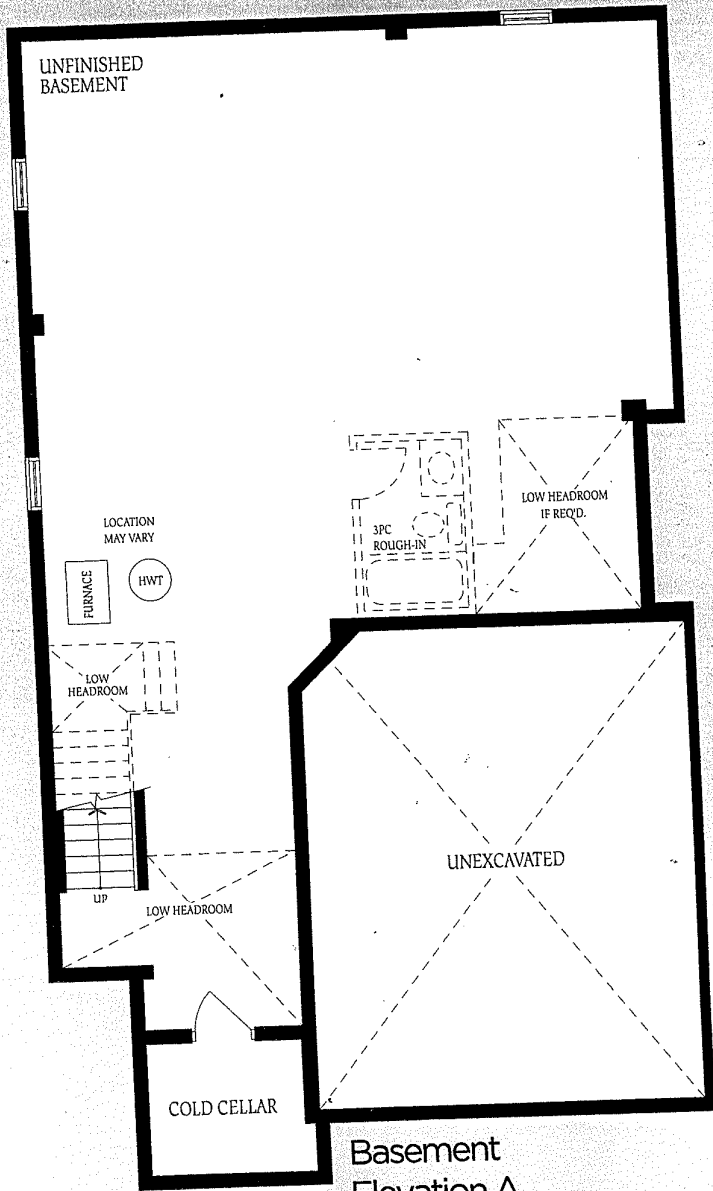 UNFINISHED
BASEMENT
LOW HEADROOM
IF REQ'D.
3PC
ROUGH-IN
LOCATION
MAY VARY
FURNACE
HWT
LOW
HEADROOM
UNEXCAVATED
UP
LOW HEADROOM
COLD CELLAR
Basement
Elevation A